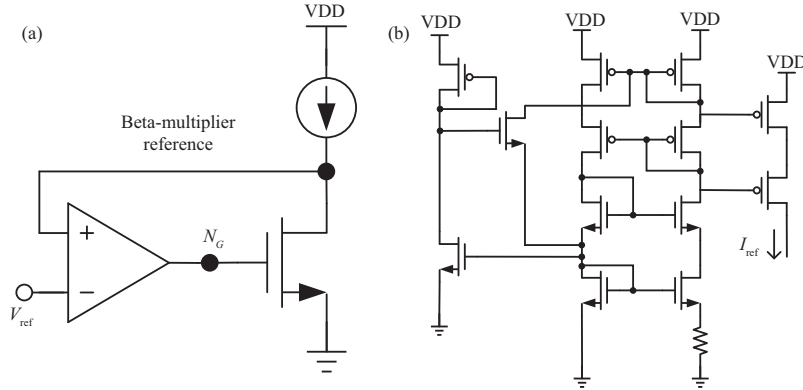 (a)
VDD
Beta-multiplier
reference
+
N_G
−
V_ref
(b)
VDD
VDD
VDD
VDD
I_ref